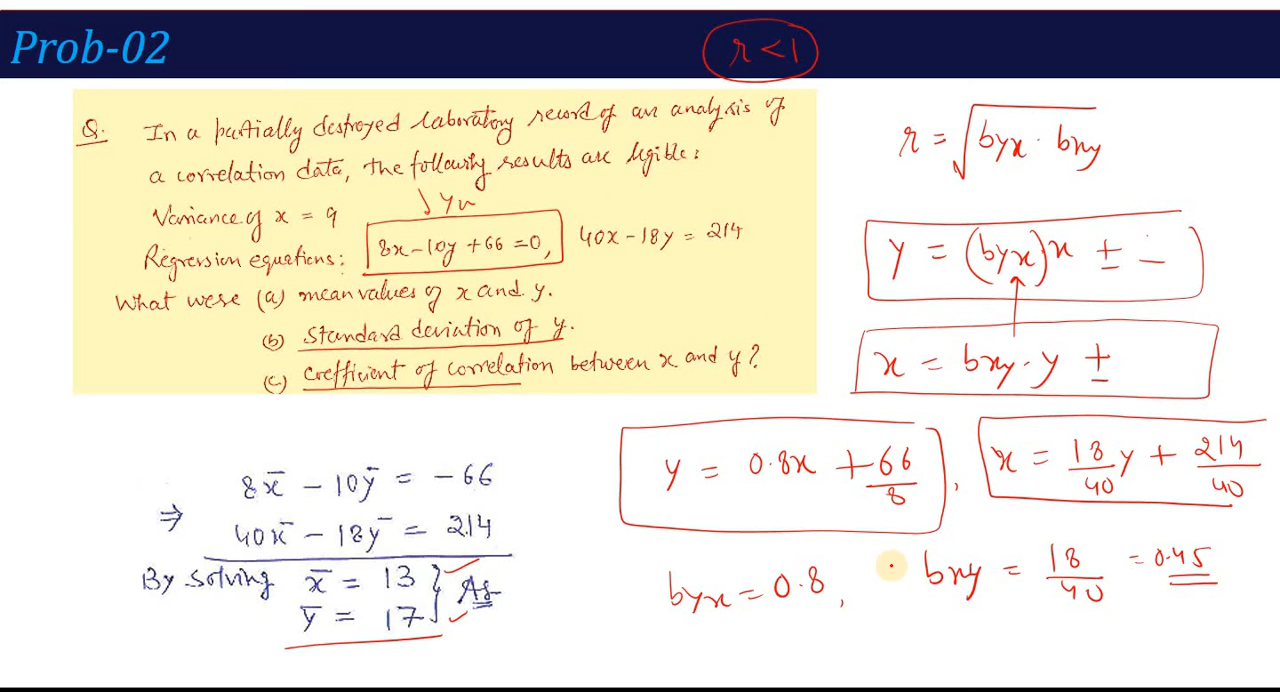 Prob-02
r < 1
Q. In a partially destroyed laboratory record of an analysis of
a correlation data, the following results are legible:
Variance of x = 9
Regression equations: 8x - 10y + 66 = 0, 40x - 18y = 214
What were (a) mean values of x and y.
(b) standard deviation of y.
(c) coefficient of correlation between x and y?
r = √(byx · bxy)
y = (byx)x ± -
x = bxy · y ±
y = 0.8x + 66/8, x = 18/40 y + 214/40
byx = 0.8, bxy = 18/40 = 0.45
8x̄ - 10ȳ = -66
⇒ 40x̄ - 18ȳ = 214
By solving x̄ = 13
ȳ = 17 } As